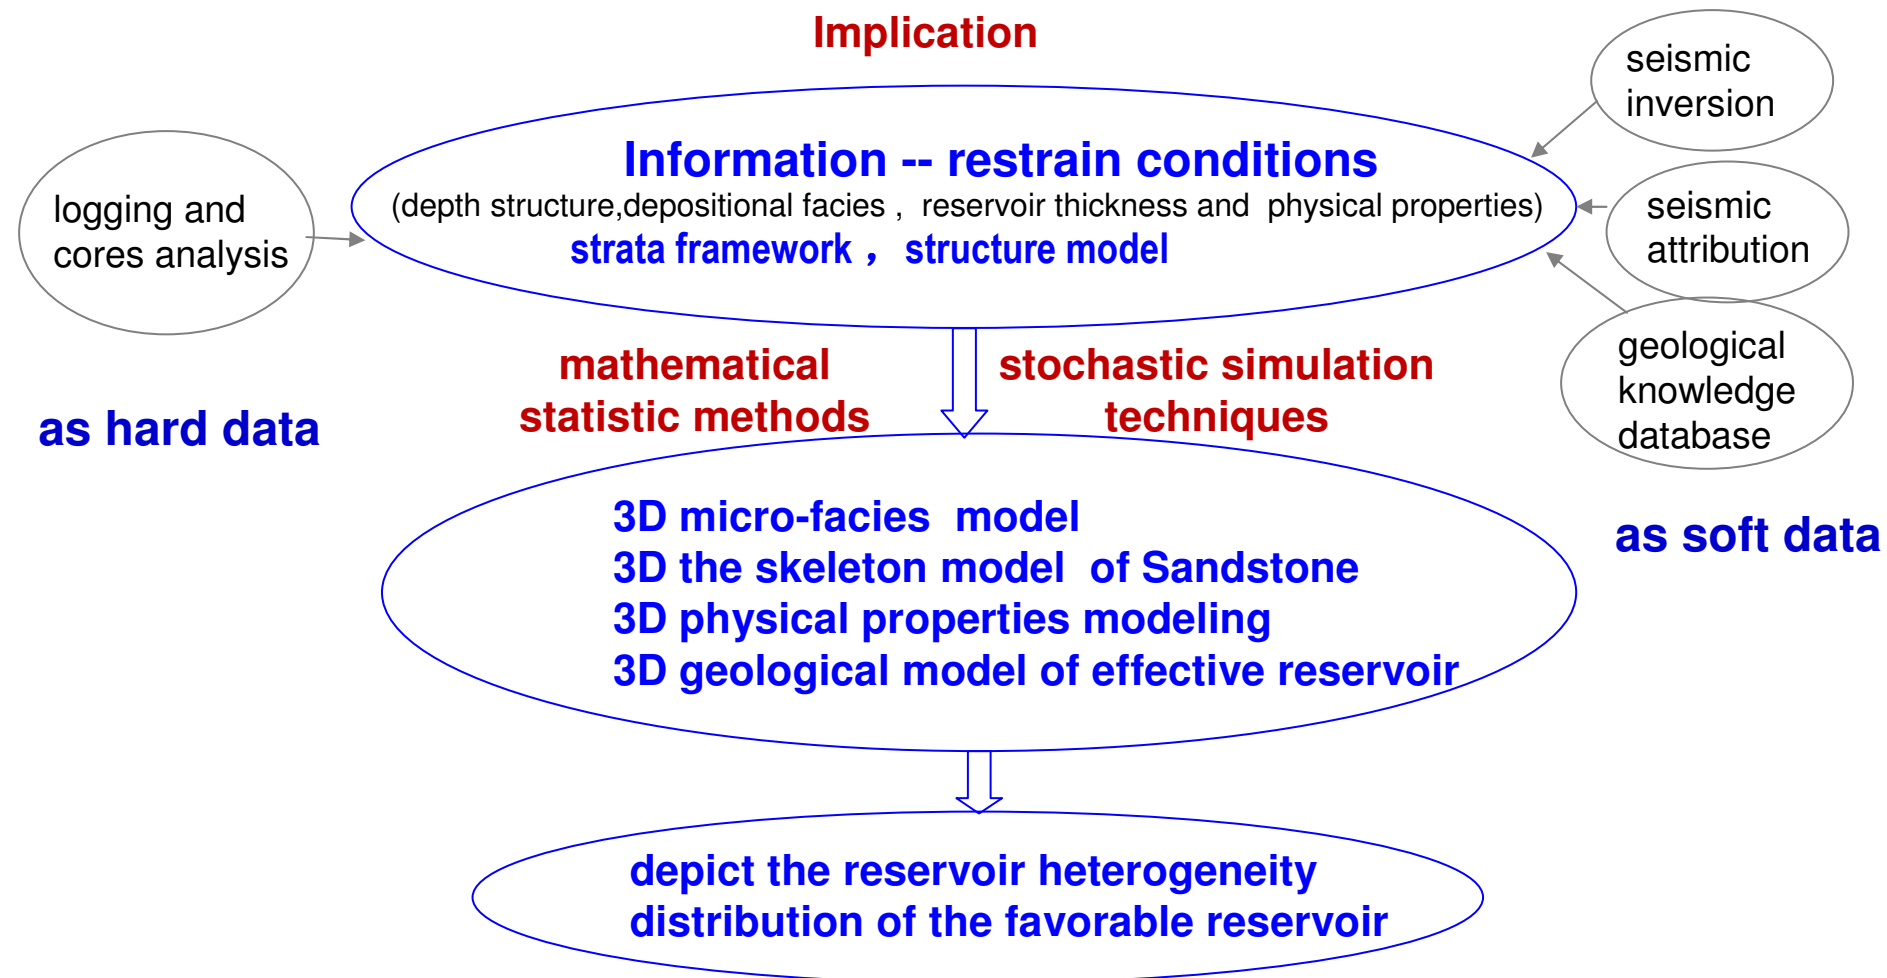 Implication
seismic
inversion
Information -- restrain conditions
(depth structure,depositional facies , reservoir thickness and physical properties)
strata framework ， structure model
logging and
cores analysis
seismic
attribution
geological
knowledge
database
as hard data
mathematical
statistic methods
stochastic simulation
techniques
as soft data
3D micro-facies model
3D the skeleton model of Sandstone
3D physical properties modeling
3D geological model of effective reservoir
depict the reservoir heterogeneity
distribution of the favorable reservoir